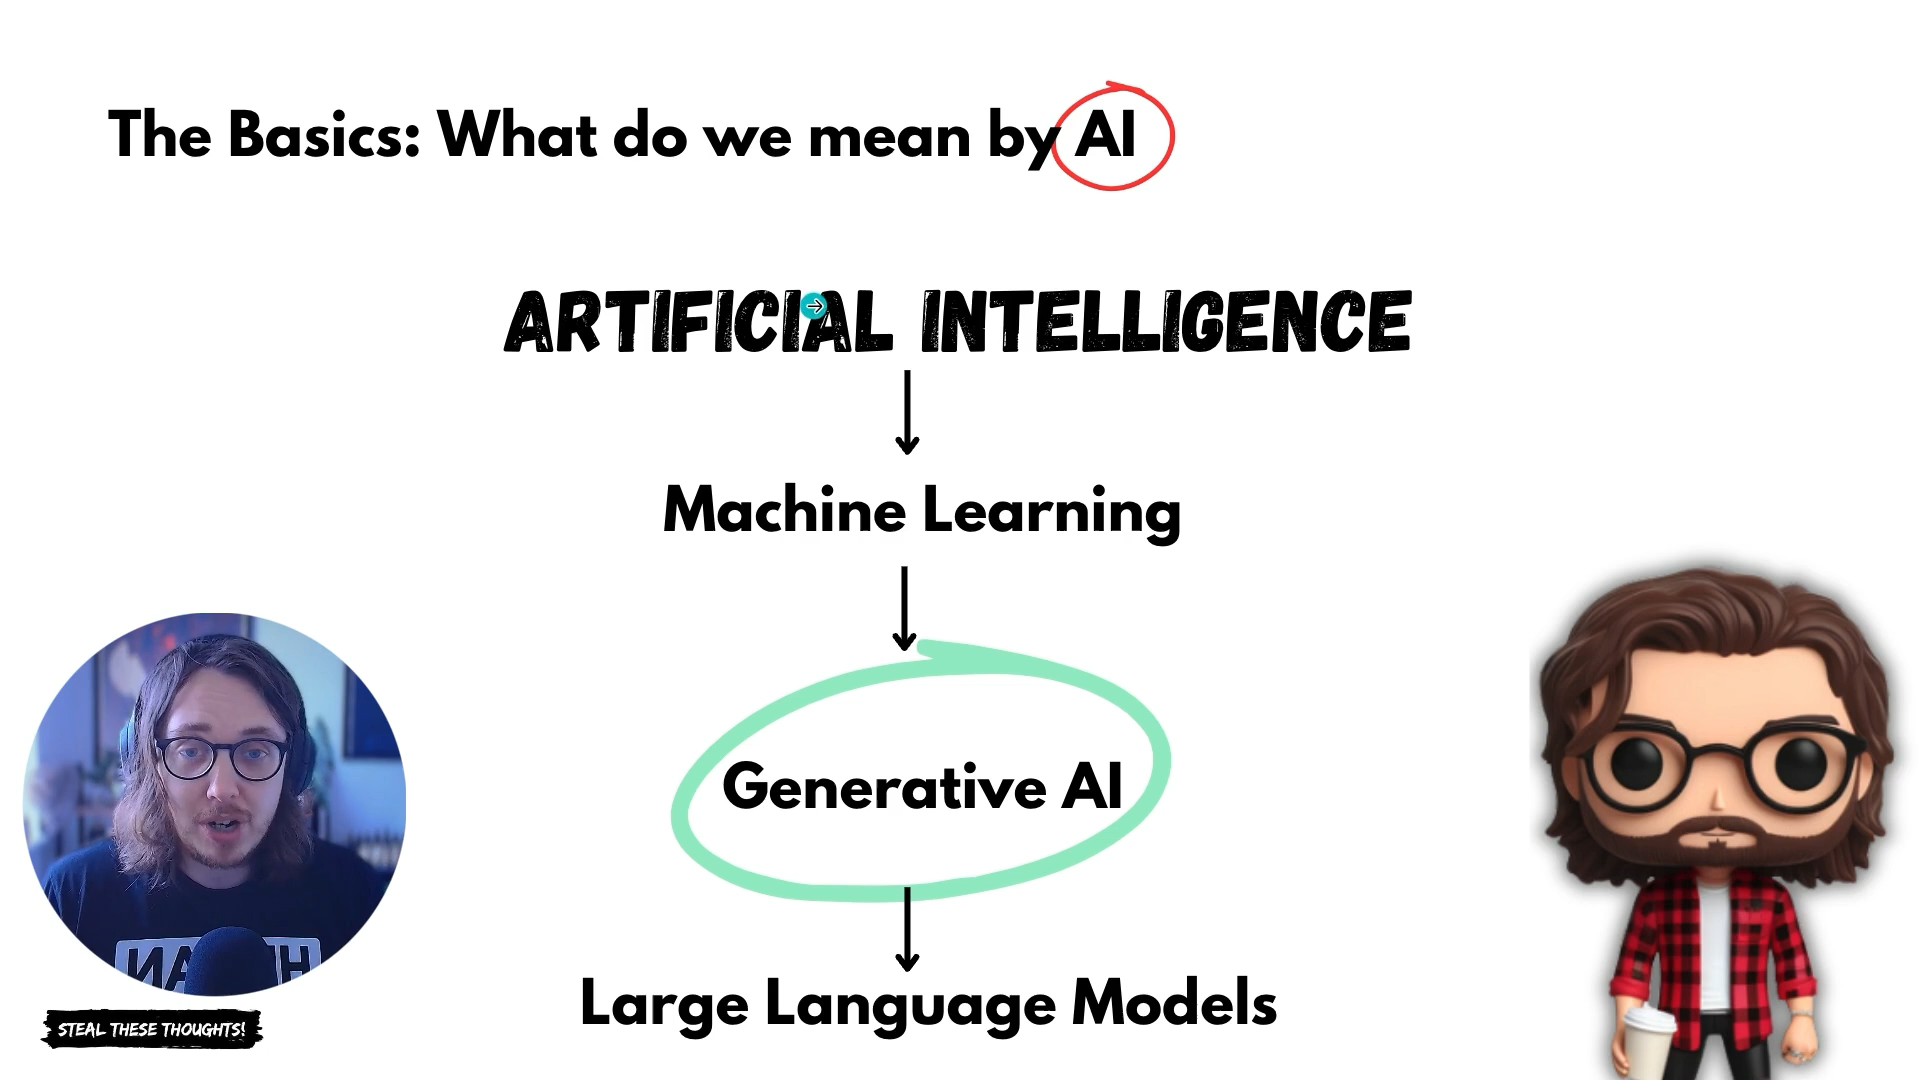 The Basics: What do we mean by AI
ARTIFICIAL INTELLIGENCE
Machine Learning
Generative AI
Large Language Models
STEAL THESE THOUGHTS!